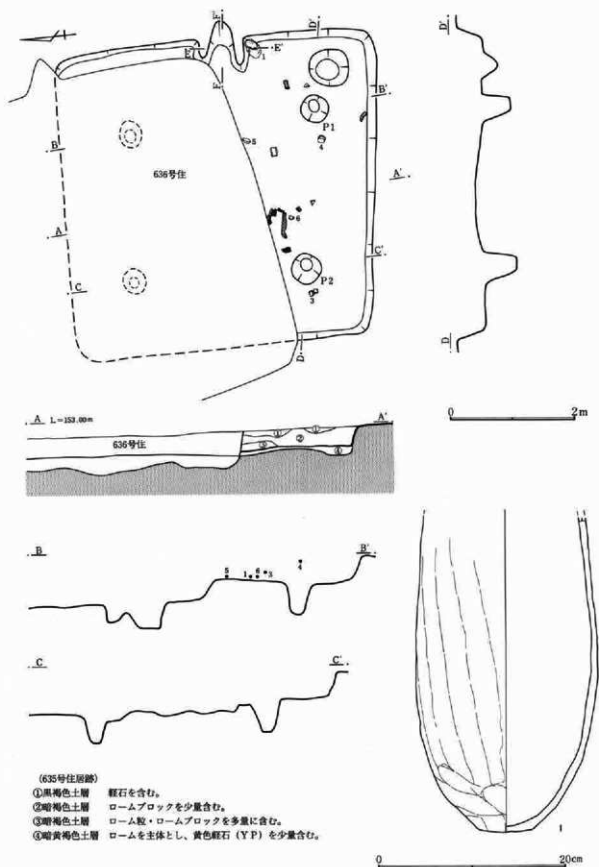 F'
D'
D'
E
E'
1
F
B'
P1
4
B
5
636号住
A'
A
6
C'
C
P2
3
D
D
0 2m
A L=153.00m A'
636号住
① ①
②
③
④
B B'
5 1 6 3 4
C C'
(635号住居跡)
①黒褐色土層 軽石を含む。
②暗褐色土層 ロームブロックを少量含む。
③暗褐色土層 ローム粒・ロームブロックを多量に含む。
④暗黄褐色土層 ロームを主体とし、黄色軽石(YP)を少量含む。
1
0 20cm